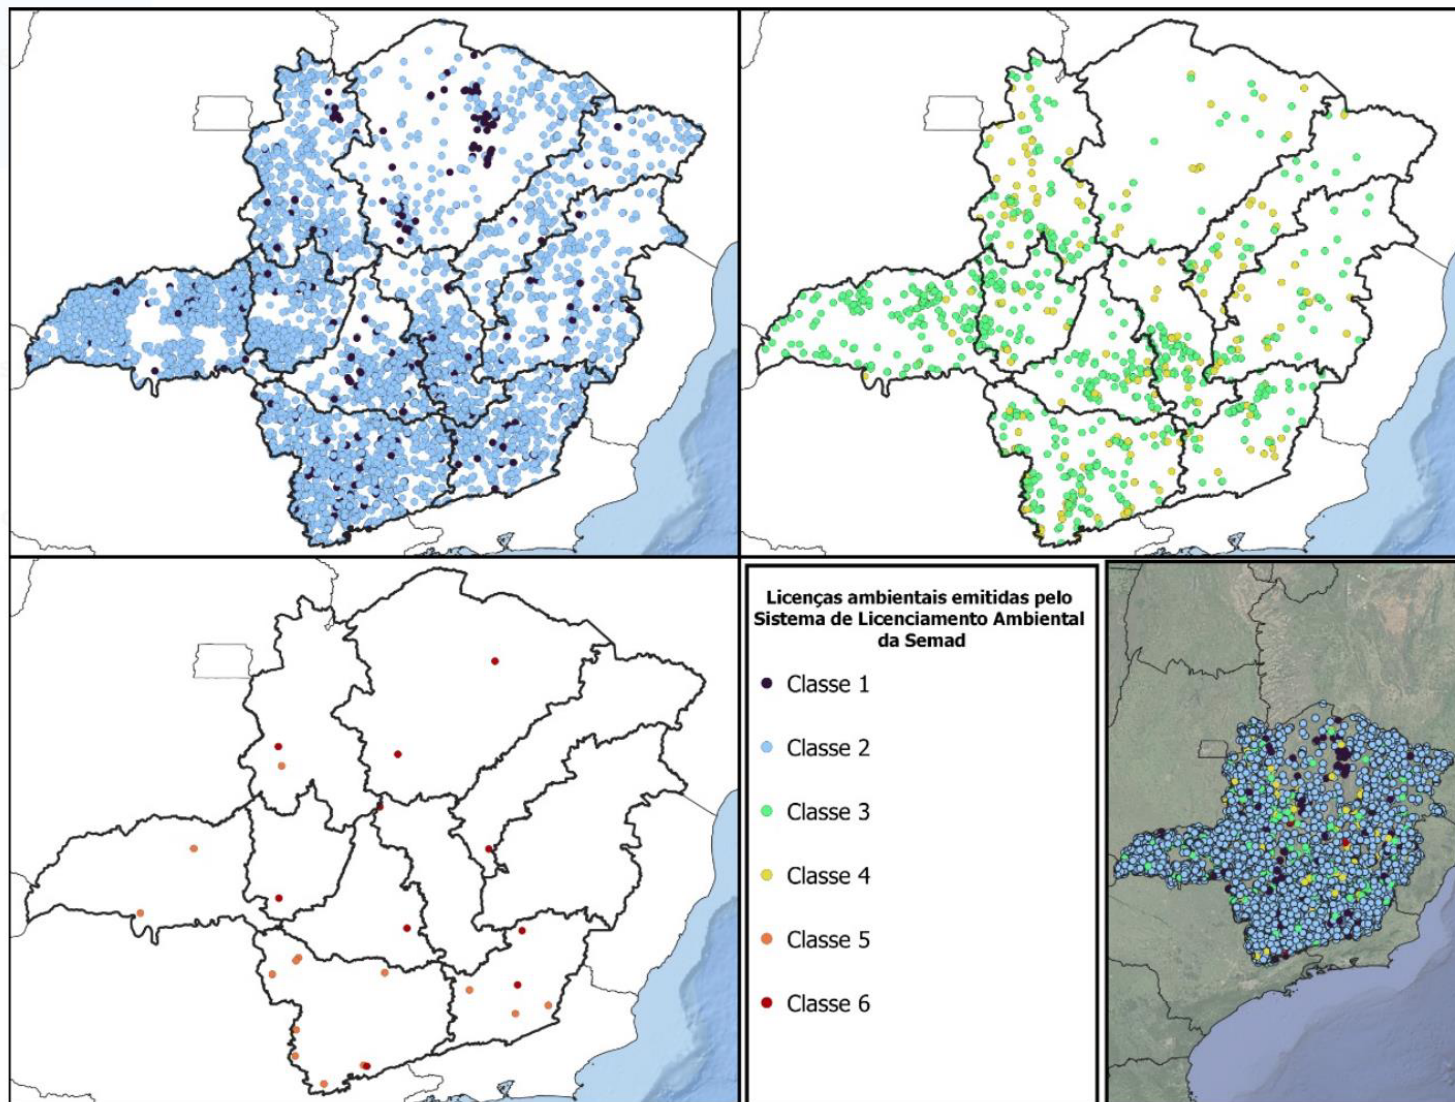 Licenças ambientais emitidas pelo
Sistema de Licenciamento Ambiental
da Semad
Classe 1
Classe 2
Classe 3
Classe 4
Classe 5
Classe 6